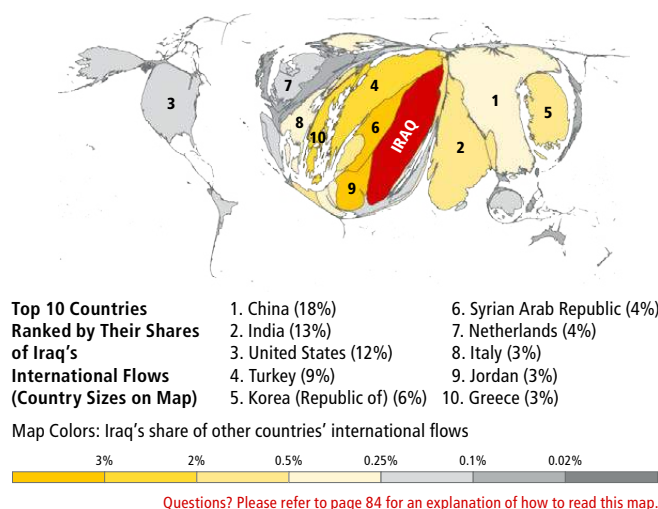 3
7
8
10
4
6
IRAQ
9
2
1
5
Top 10 Countries
Ranked by Their Shares
of Iraq's
International Flows
(Country Sizes on Map)
1. China (18%)
2. India (13%)
3. United States (12%)
4. Turkey (9%)
5. Korea (Republic of) (6%)
6. Syrian Arab Republic (4%)
7. Netherlands (4%)
8. Italy (3%)
9. Jordan (3%)
10. Greece (3%)
Map Colors: Iraq's share of other countries' international flows
3% 2% 0.5% 0.25% 0.1% 0.02%
Questions? Please refer to page 84 for an explanation of how to read this map.